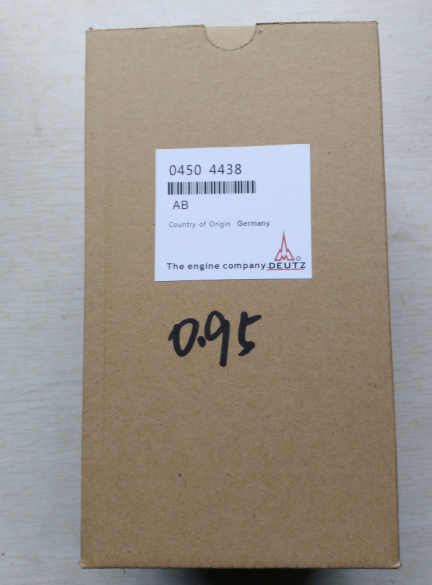 0450 4438
AB
Country of Origin Germany
The engine company. DEUTZ
0.95